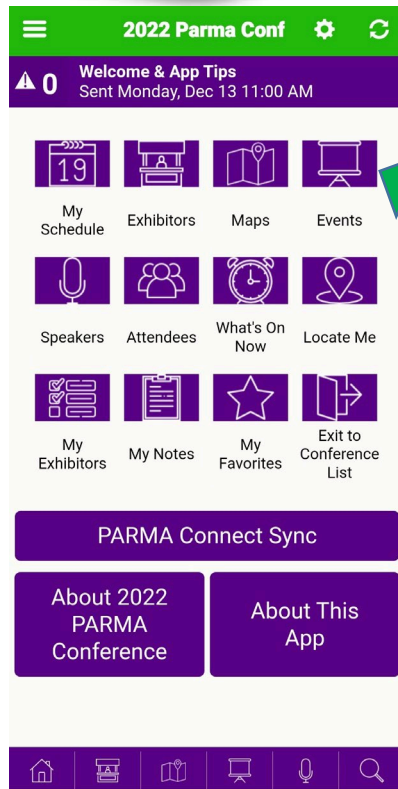 2022 Parma Conf
0
Welcome & App Tips
Sent Monday, Dec 13 11:00 AM
19
My
Schedule
Exhibitors
Maps
Events
Speakers
Attendees
What's On
Now
Locate Me
My
Exhibitors
My Notes
My
Favorites
Exit to
Conference
List
PARMA Connect Sync
About 2022
PARMA
Conference
About This
App